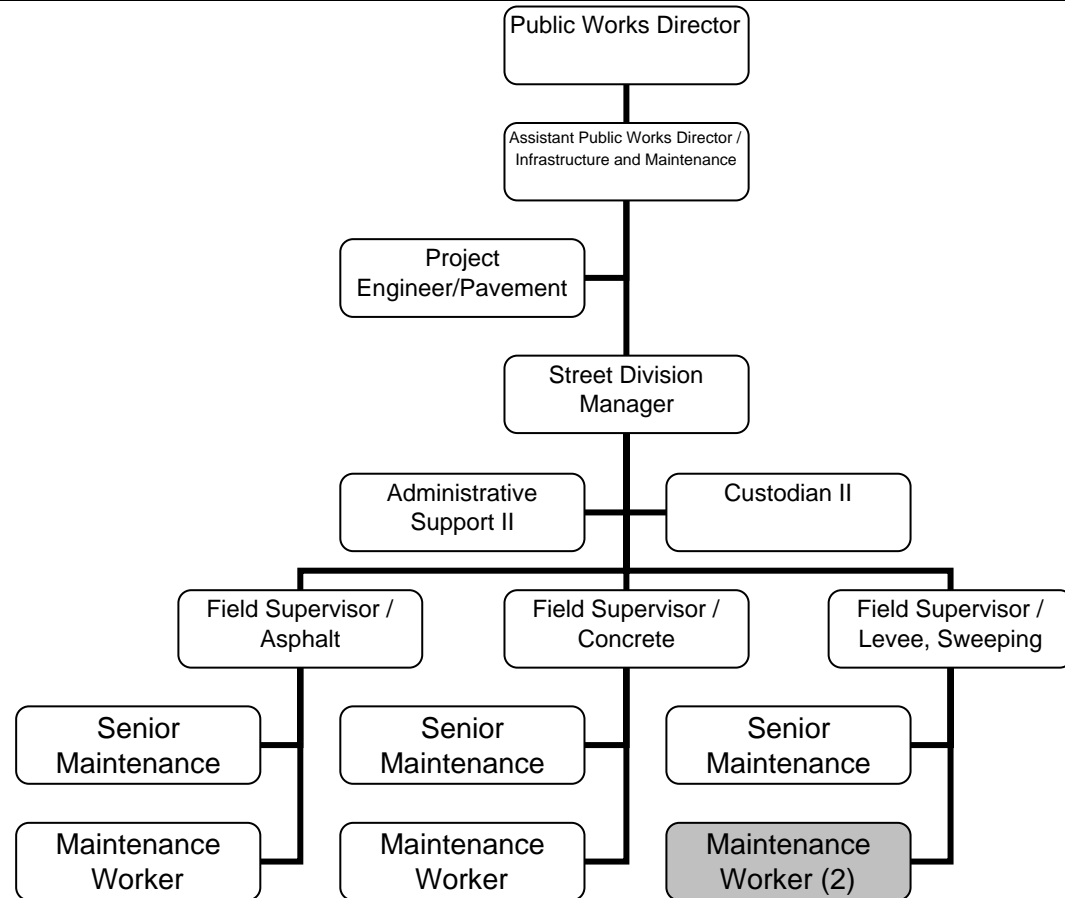 Public Works Director
Assistant Public Works Director /
Infrastructure and Maintenance
Project
Engineer/Pavement
Street Division
Manager
Administrative
Support II
Custodian II
Field Supervisor /
Asphalt
Field Supervisor /
Concrete
Field Supervisor /
Levee, Sweeping
Senior
Maintenance
Senior
Maintenance
Senior
Maintenance
Maintenance
Worker
Maintenance
Worker
Maintenance
Worker (2)